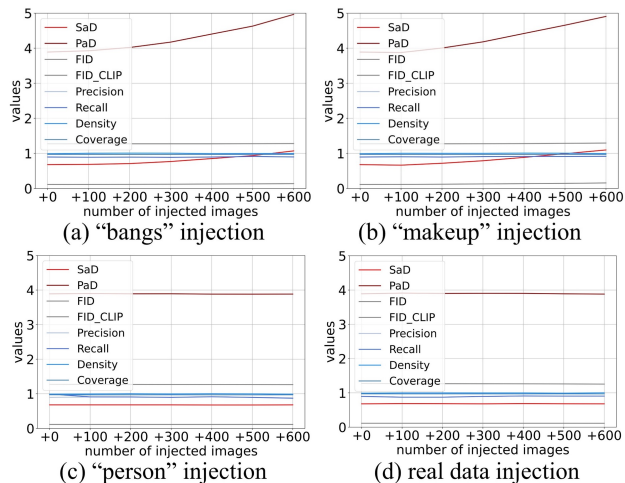 5
4
3
2
1
0
values
SaD
PaD
FID
FID_CLIP
Precision
Recall
Density
Coverage
+0 +100 +200 +300 +400 +500 +600
number of injected images
(a) “bangs” injection
5
4
3
2
1
0
values
SaD
PaD
FID
FID_CLIP
Precision
Recall
Density
Coverage
+0 +100 +200 +300 +400 +500 +600
number of injected images
(b) “makeup” injection
5
4
3
2
1
0
values
SaD
PaD
FID
FID_CLIP
Precision
Recall
Density
Coverage
+0 +100 +200 +300 +400 +500 +600
number of injected images
(c) “person” injection
5
4
3
2
1
0
values
SaD
PaD
FID
FID_CLIP
Precision
Recall
Density
Coverage
+0 +100 +200 +300 +400 +500 +600
number of injected images
(d) real data injection